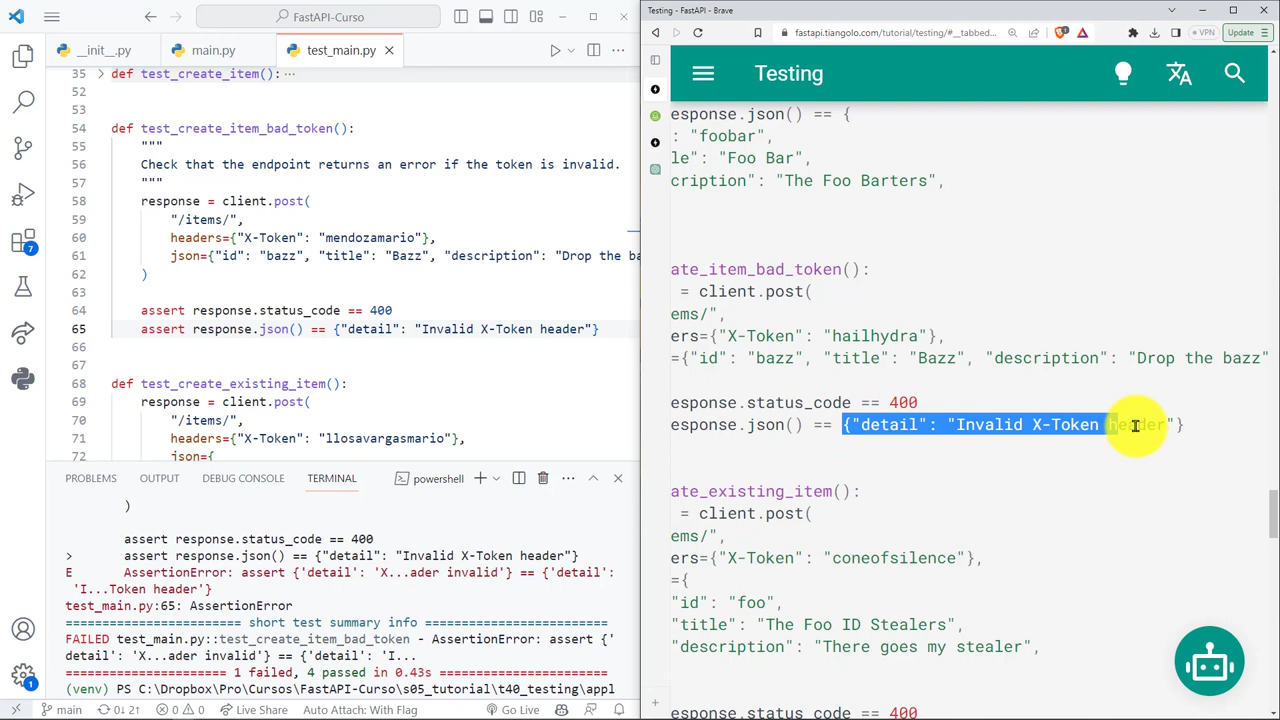 FastAPI-Curso
__init__.py
main.py
test_main.py
35 def test_create_item(): ···
52
53
54 def test_create_item_bad_token():
55 """
56 Check that the endpoint returns an error if the token is invalid.
57 """
58 response = client.post(
59 "/items/",
60 headers={"X-Token": "mendozamario"},
61 json={"id": "bazz", "title": "Bazz", "description": "Drop the ba
62 )
63
64 assert response.status_code == 400
65 assert response.json() == {"detail": "Invalid X-Token header"}
66
67
68 def test_create_existing_item():
69 response = client.post(
70 "/items/",
71 headers={"X-Token": "llosavargasmario"},
72 json={
PROBLEMS OUTPUT DEBUG CONSOLE TERMINAL powershell
)
assert response.status_code == 400
> assert response.json() == {"detail": "Invalid X-Token header"}
E AssertionError: assert {'detail': 'X...ader invalid'} == {'detail':
'I...Token header'}
test_main.py:65: AssertionError
======================== short test summary info =========================
FAILED test_main.py::test_create_item_bad_token - AssertionError: assert {'
detail': 'X...ader invalid'} == {'detail': 'I...
====================== 1 failed, 4 passed in 0.43s =======================
(venv) PS C:\Dropbox\Pro\Cursos\FastAPI-Curso\s05_tutorial\t40_testing\appl
7
1
main 0↓ 2↑ 0 0 Live Share Auto Attach: With Flag Go Live
Testing - FastAPI - Brave
fastapi.tiangolo.com/tutorial/testing/#__tabbed...
VPN
Update
Testing
esponse.json() == {
: "foobar",
le": "Foo Bar",
cription": "The Foo Barters",
ate_item_bad_token():
= client.post(
ems/",
ers={"X-Token": "hailhydra"},
={"id": "bazz", "title": "Bazz", "description": "Drop the bazz"
esponse.status_code == 400
esponse.json() == {"detail": "Invalid X-Token header"}
ate_existing_item():
= client.post(
ems/",
ers={"X-Token": "coneofsilence"},
={
"id": "foo",
"title": "The Foo ID Stealers",
"description": "There goes my stealer",
esponse.status_code == 400